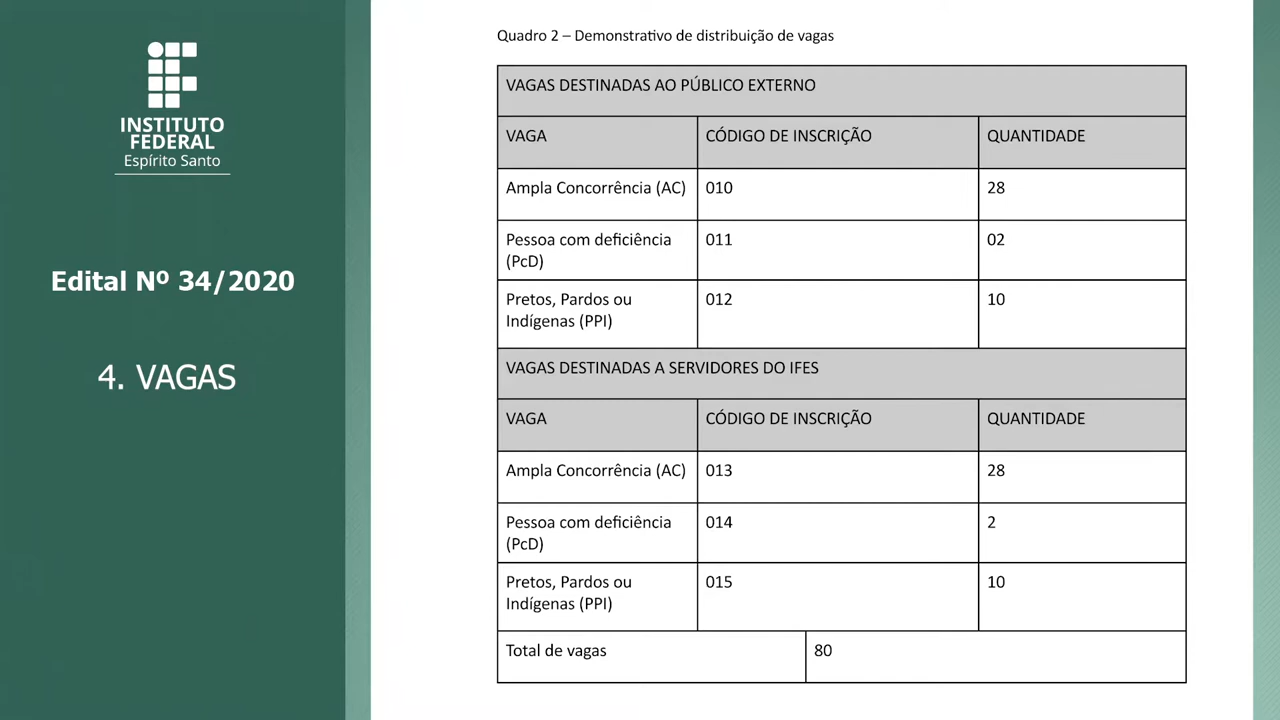 INSTITUTO
FEDERAL
Espírito Santo
Edital Nº 34/2020
4. VAGAS
Quadro 2 – Demonstrativo de distribuição de vagas
VAGAS DESTINADAS AO PÚBLICO EXTERNO
VAGA CÓDIGO DE INSCRIÇÃO QUANTIDADE
Ampla Concorrência (AC) 010 28
Pessoa com deficiência 011 02
(PcD)
Pretos, Pardos ou 012 10
Indígenas (PPI)
VAGAS DESTINADAS A SERVIDORES DO IFES
VAGA CÓDIGO DE INSCRIÇÃO QUANTIDADE
Ampla Concorrência (AC) 013 28
Pessoa com deficiência 014 2
(PcD)
Pretos, Pardos ou 015 10
Indígenas (PPI)
Total de vagas 80